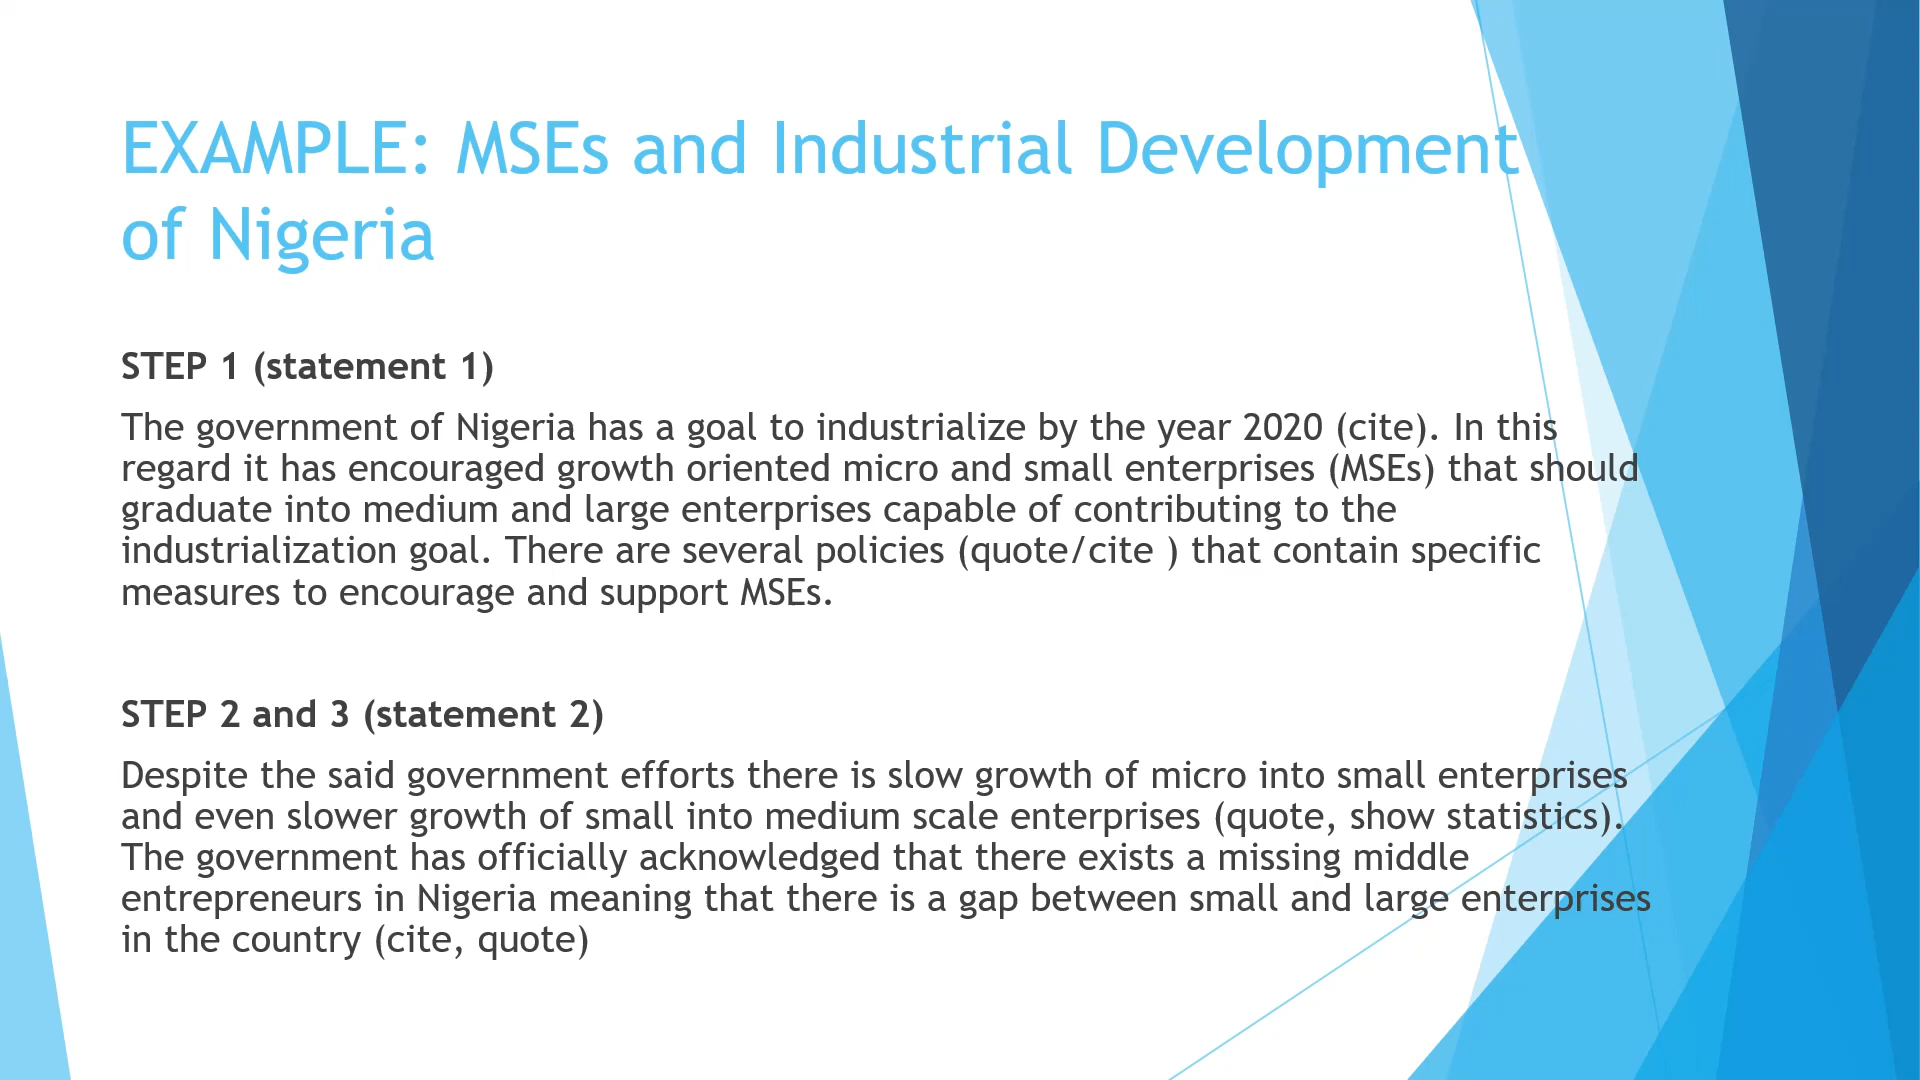 EXAMPLE: MSEs and Industrial Development
of Nigeria
STEP 1 (statement 1)
The government of Nigeria has a goal to industrialize by the year 2020 (cite). In this
regard it has encouraged growth oriented micro and small enterprises (MSEs) that should
graduate into medium and large enterprises capable of contributing to the
industrialization goal. There are several policies (quote/cite ) that contain specific
measures to encourage and support MSEs.
STEP 2 and 3 (statement 2)
Despite the said government efforts there is slow growth of micro into small enterprises
and even slower growth of small into medium scale enterprises (quote, show statistics).
The government has officially acknowledged that there exists a missing middle
entrepreneurs in Nigeria meaning that there is a gap between small and large enterprises
in the country (cite, quote)